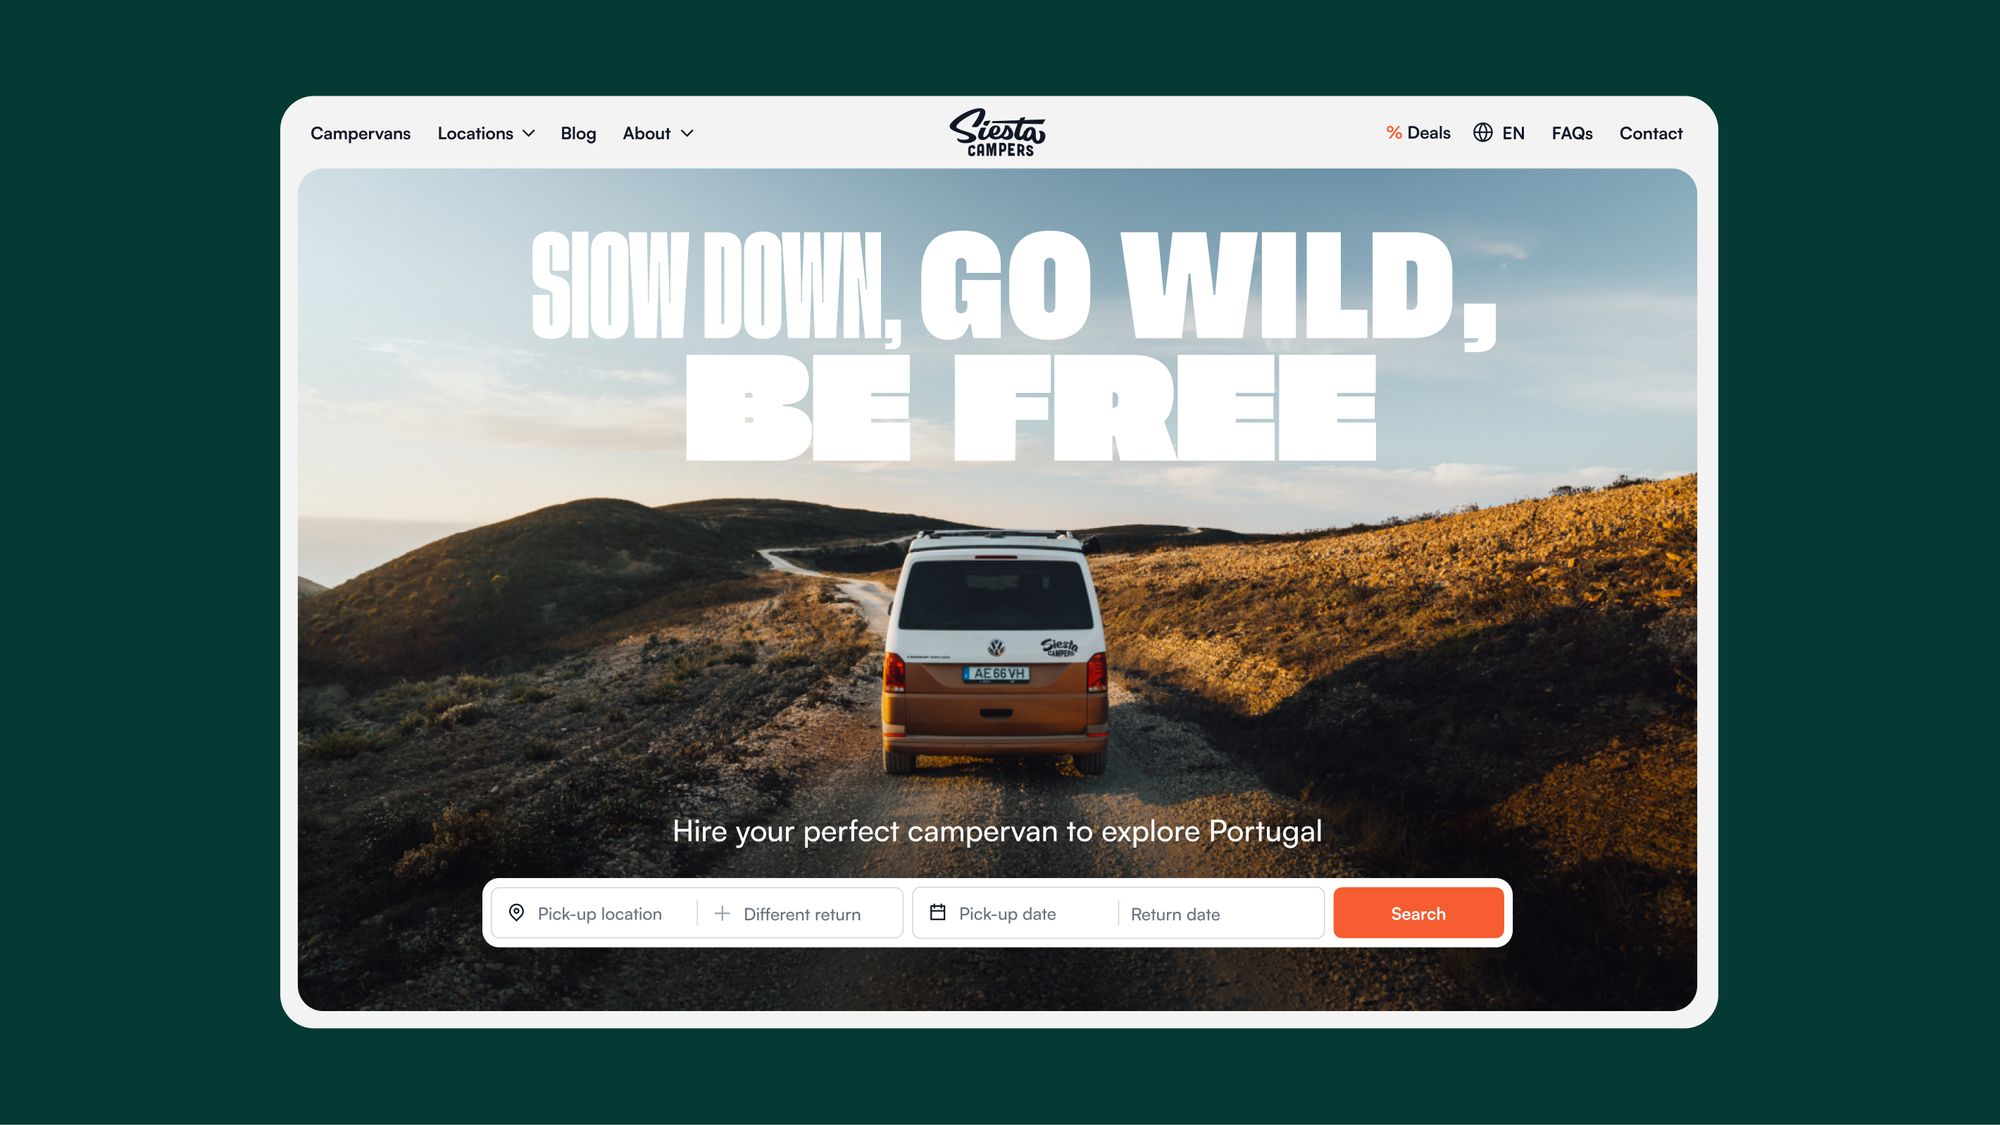 Campervans
Locations
Blog
About
Siesta
CAMPERS
% Deals
EN
FAQs
Contact
SlOW DOWN, GO WILD,
BE FREE
Siesta
CAMPERS
AE 66 VH
Hire your perfect campervan to explore Portugal
Pick-up location
Different return
Pick-up date
Return date
Search